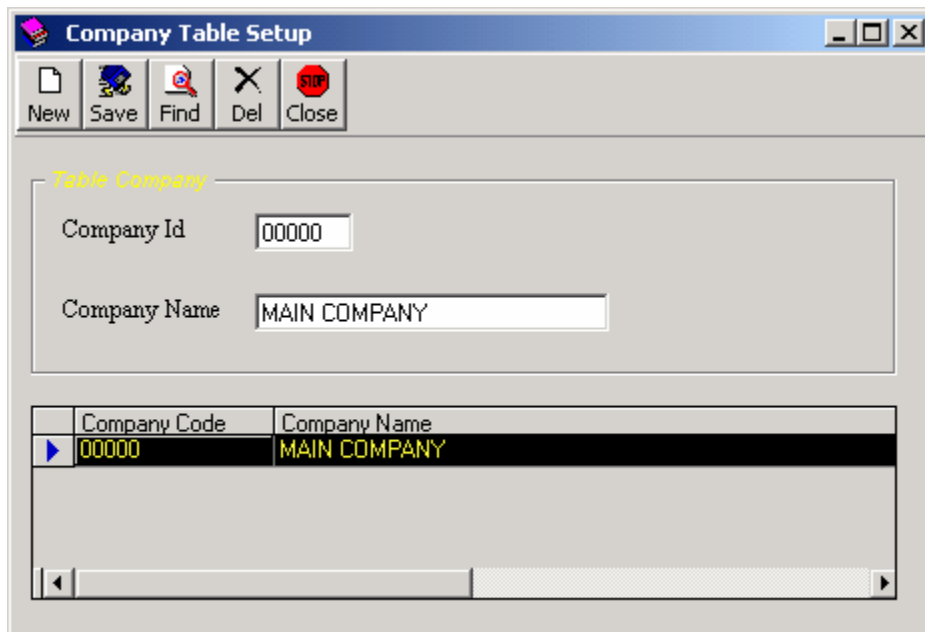 Company Table Setup
New Save Find Del Close
STOP
Table Company
Company Id 00000
Company Name MAIN COMPANY
Company Code Company Name
00000 MAIN COMPANY